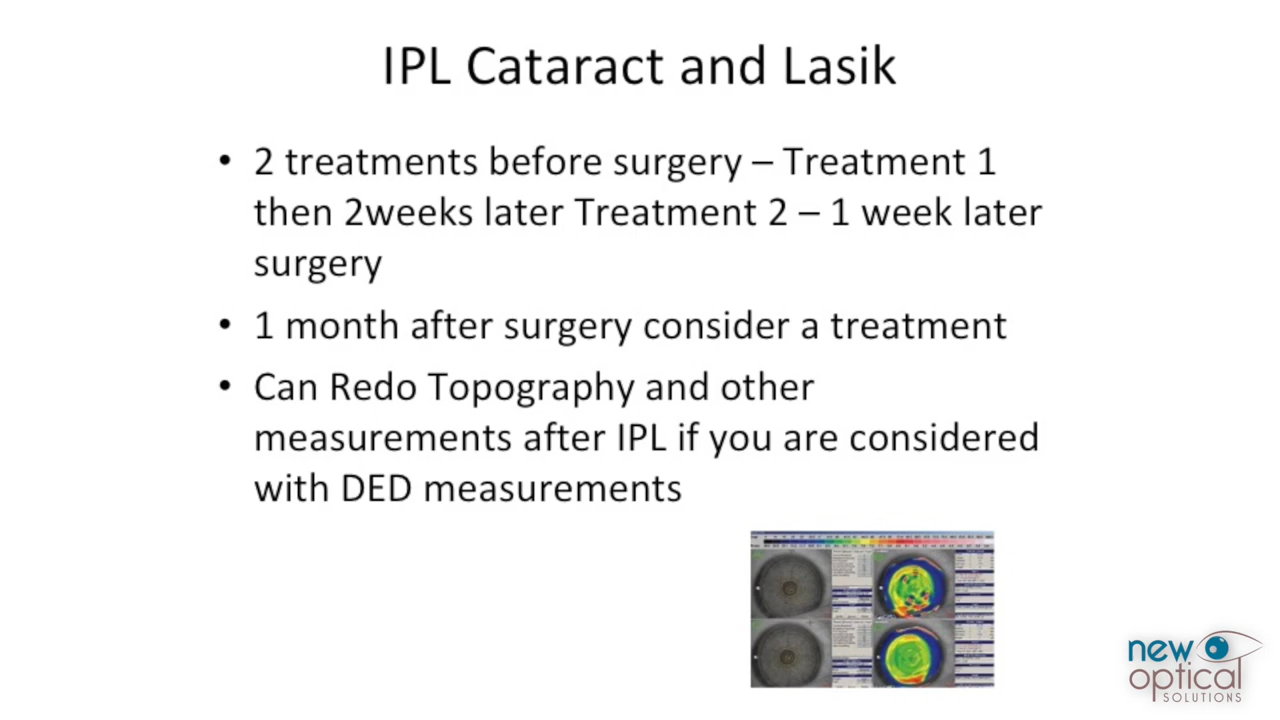 IPL Cataract and Lasik
• 2 treatments before surgery – Treatment 1
then 2weeks later Treatment 2 – 1 week later
surgery
• 1 month after surgery consider a treatment
• Can Redo Topography and other
measurements after IPL if you are considered
with DED measurements
new
optical
SOLUTIONS